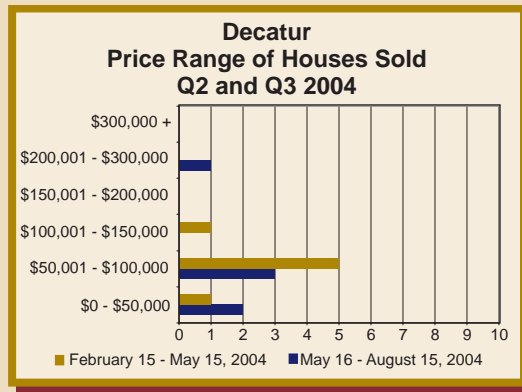 Decatur
Price Range of Houses Sold
Q2 and Q3 2004
$300,000 +
$200,001 - $300,000
$150,001 - $200,000
$100,001 - $150,000
$50,001 - $100,000
$0 - $50,000
0 1 2 3 4 5 6 7 8 9 10
February 15 - May 15, 2004 May 16 - August 15, 2004